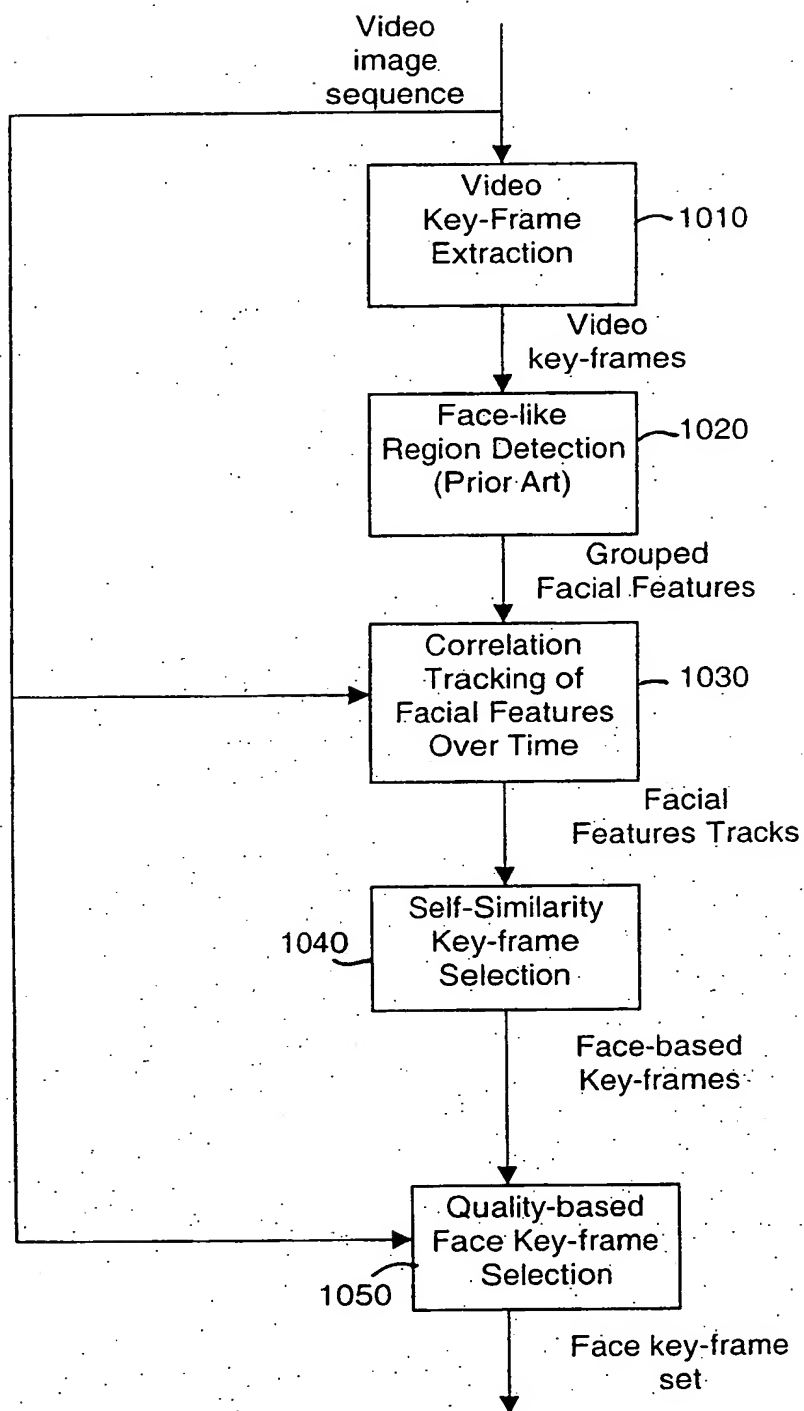 Video
image
sequence
Video
Key-Frame
Extraction
1010
Video
key-frames
Face-like
Region Detection
(Prior Art)
1020
Grouped
Facial Features
Correlation
Tracking of
Facial Features
Over Time
1030
Facial
Features Tracks
Self-Similarity
Key-frame
Selection
1040
Face-based
Key-frames
Quality-based
Face Key-frame
Selection
1050
Face key-frame
set